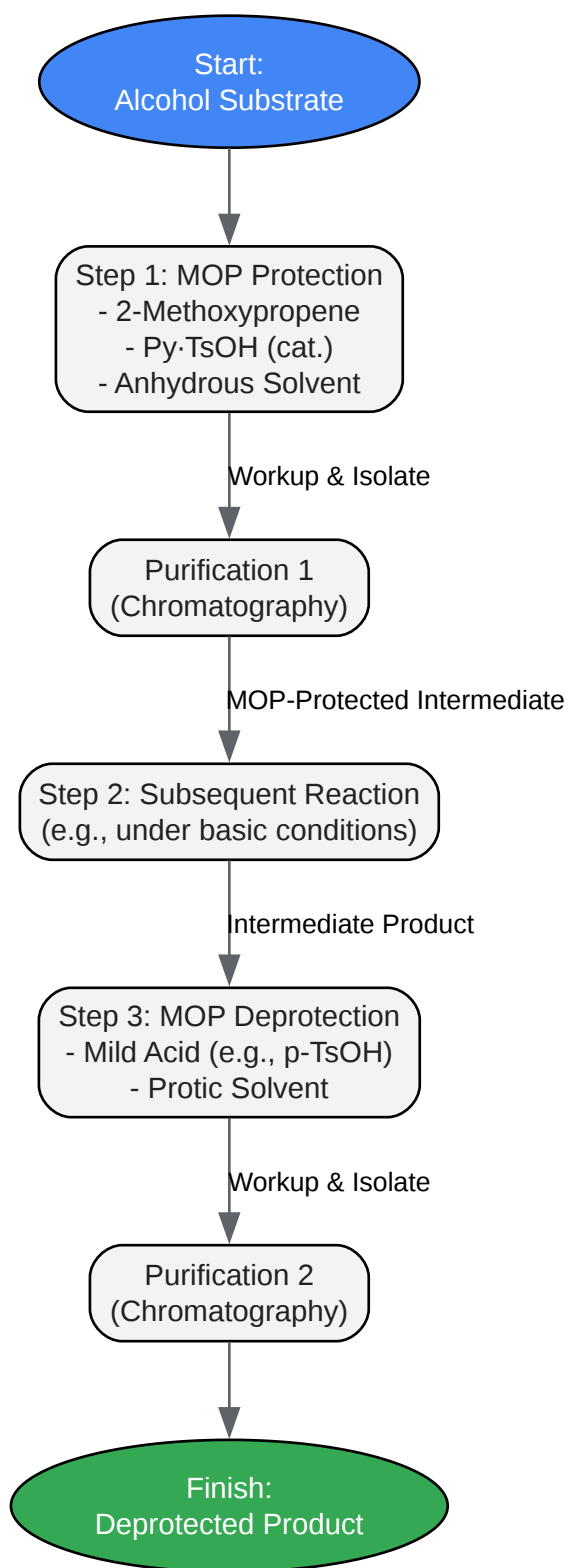 Start:
Alcohol Substrate
Step 1: MOP Protection
- 2-Methoxypropene
- Py·TsOH (cat.)
- Anhydrous Solvent
Workup & Isolate
Purification 1
(Chromatography)
MOP-Protected Intermediate
Step 2: Subsequent Reaction
(e.g., under basic conditions)
Intermediate Product
Step 3: MOP Deprotection
- Mild Acid (e.g., p-TsOH)
- Protic Solvent
Workup & Isolate
Purification 2
(Chromatography)
Finish:
Deprotected Product